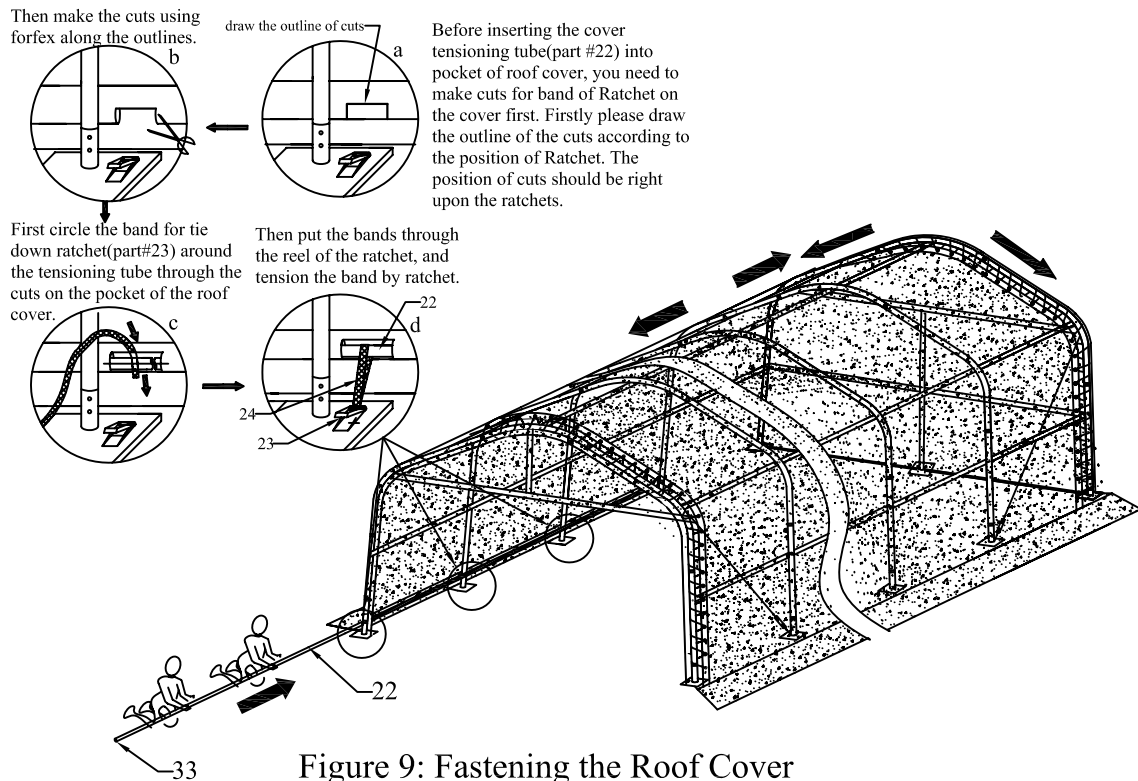 Then make the cuts using
forfex along the outlines.
b
draw the outline of cuts
a
Before inserting the cover
tensioning tube(part #22) into
pocket of roof cover, you need to
make cuts for band of Ratchet on
the cover first. Firstly please draw
the outline of the cuts according to
the position of Ratchet. The
position of cuts should be right
upon the ratchets.
First circle the band for tie
down ratchet(part#23) around
the tensioning tube through the
cuts on the pocket of the roof
cover.
c
Then put the bands through
the reel of the ratchet, and
tension the band by ratchet.
22
d
24
23
22
33
Figure 9: Fastening the Roof Cover